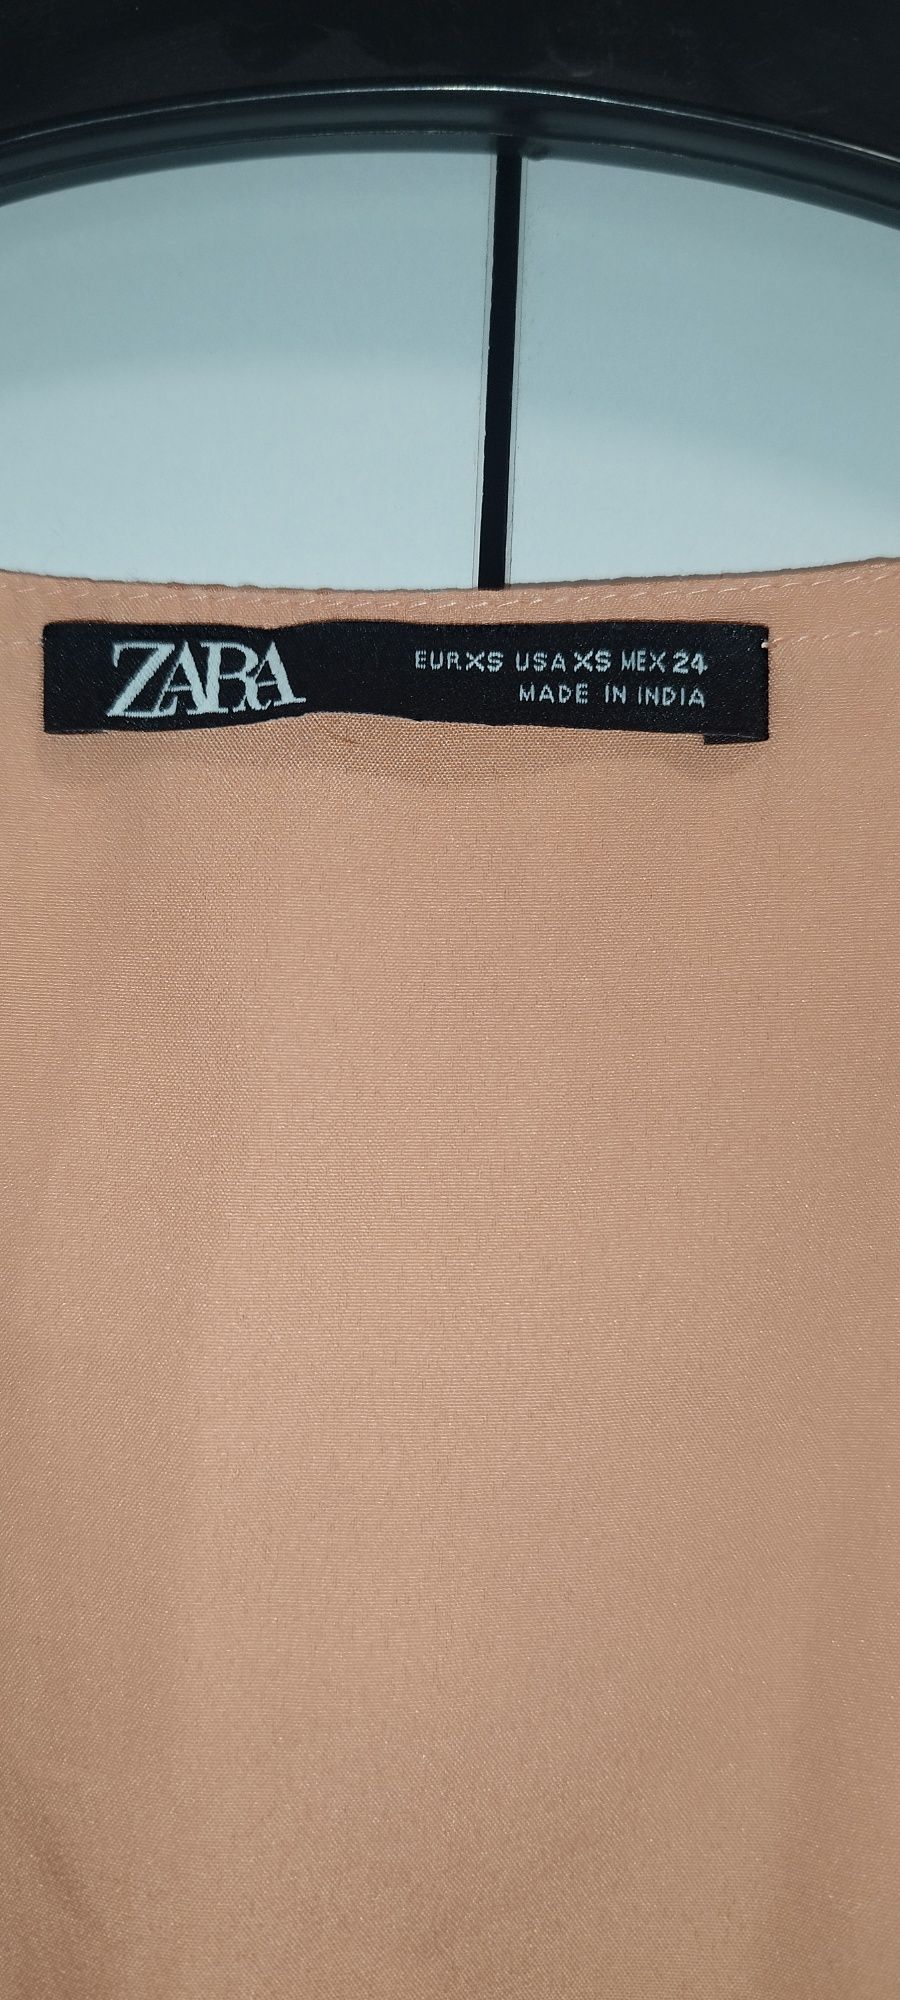 ZARA
EUR XS USA XS MEX 24
MADE IN INDIA